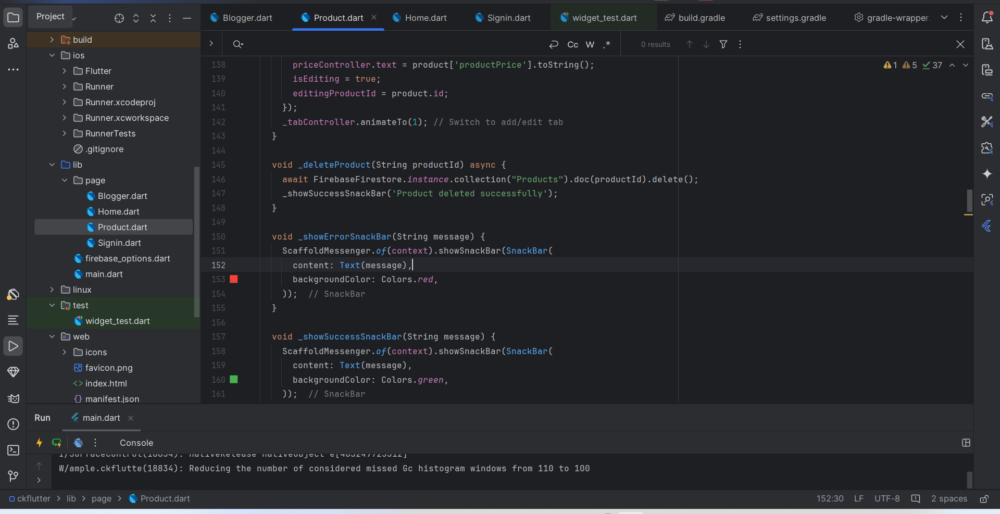 Project
build
ios
Flutter
Runner
Runner.xcodeproj
Runner.xcworkspace
RunnerTests
.gitignore
lib
page
Blogger.dart
Home.dart
Product.dart
Signin.dart
firebase_options.dart
main.dart
linux
test
widget_test.dart
web
icons
favicon.png
<> index.html
{} manifest.json
Blogger.dart Product.dart Home.dart Signin.dart widget_test.dart build.gradle settings.gradle gradle-wrapper.
Cc W .* 0 results
1 5 37
138 priceController.text = product['productPrice'].toString();
139 isEditing = true;
140 editingProductId = product.id;
141 });
142 _tabController.animateTo(1); // Switch to add/edit tab
143 }
144
145 void _deleteProduct(String productId) async {
146 await FirebaseFirestore.instance.collection("Products").doc(productId).delete();
147 _showSuccessSnackBar('Product deleted successfully');
148 }
149
150 void _showErrorSnackBar(String message) {
151 ScaffoldMessenger.of(context).showSnackBar(SnackBar(
152 content: Text(message),
153 backgroundColor: Colors.red,
154 )); // SnackBar
155 }
156
157 void _showSuccessSnackBar(String message) {
158 ScaffoldMessenger.of(context).showSnackBar(SnackBar(
159 content: Text(message),
160 backgroundColor: Colors.green,
161 )); // SnackBar
Run main.dart
Console
W/ample.ckflutte(18834): Reducing the number of considered missed Gc histogram windows from 110 to 100
ckflutter > lib > page > Product.dart
152:30 LF UTF-8 2 spaces